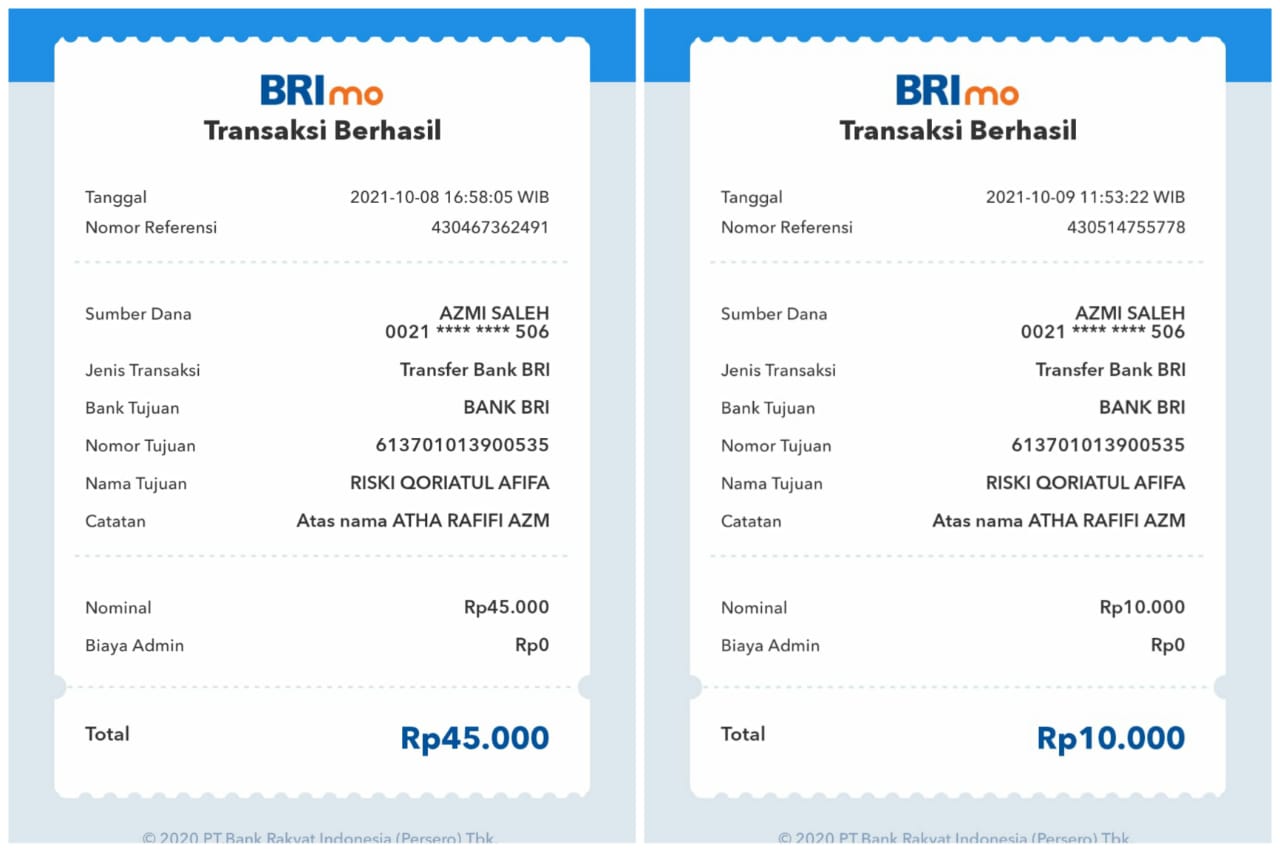 BRImo
Transaksi Berhasil
Tanggal 2021-10-08 16:58:05 WIB
Nomor Referensi 430467362491
Sumber Dana AZMI SALEH
0021 **** **** 506
Jenis Transaksi Transfer Bank BRI
Bank Tujuan BANK BRI
Nomor Tujuan 613701013900535
Nama Tujuan RISKI QORIATUL AFIFA
Catatan Atas nama ATHA RAFIFI AZM
Nominal Rp45.000
Biaya Admin Rp0
Total Rp45.000
© 2020 PT.Bank Rakyat Indonesia (Persero) Tbk.
BRImo
Transaksi Berhasil
Tanggal 2021-10-09 11:53:22 WIB
Nomor Referensi 430514755778
Sumber Dana AZMI SALEH
0021 **** **** 506
Jenis Transaksi Transfer Bank BRI
Bank Tujuan BANK BRI
Nomor Tujuan 613701013900535
Nama Tujuan RISKI QORIATUL AFIFA
Catatan Atas nama ATHA RAFIFI AZM
Nominal Rp10.000
Biaya Admin Rp0
Total Rp10.000
© 2020 PT.Bank Rakyat Indonesia (Persero) Tbk.